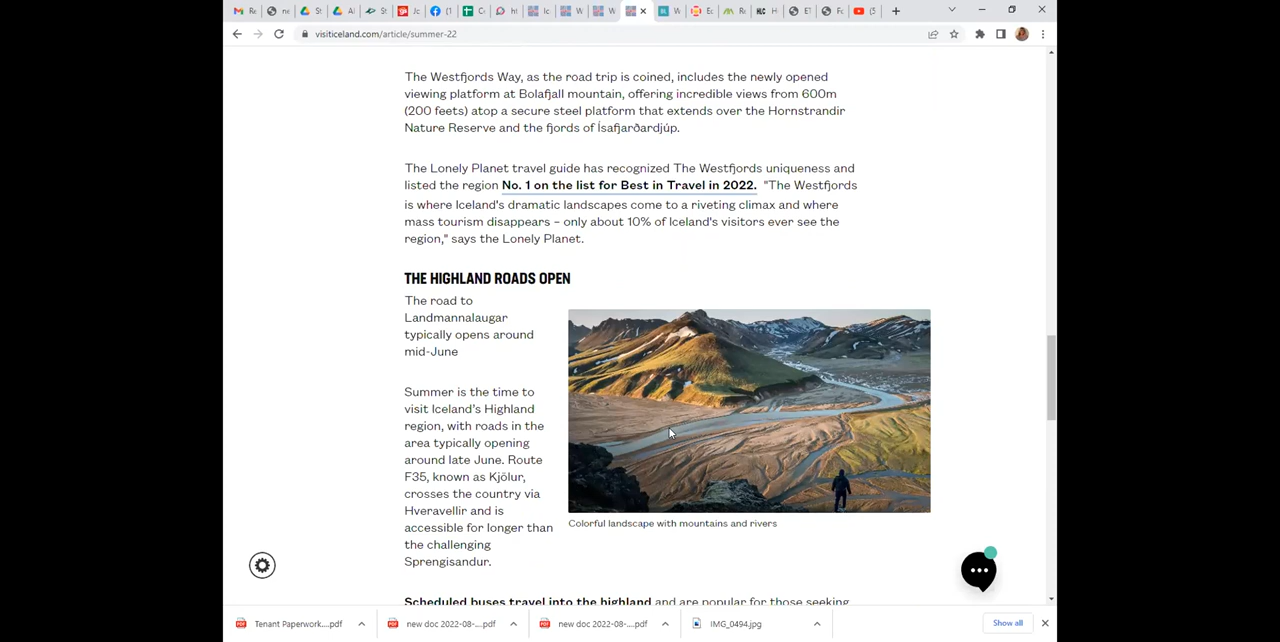 visiticeland.com/article/summer-22
The Westfjords Way, as the road trip is coined, includes the newly opened
viewing platform at Bolafjall mountain, offering incredible views from 600m
(200 feets) atop a secure steel platform that extends over the Hornstrandir
Nature Reserve and the fjords of Ísafjarðardjúp.
The Lonely Planet travel guide has recognized The Westfjords uniqueness and
listed the region No. 1 on the list for Best in Travel in 2022. "The Westfjords
is where Iceland's dramatic landscapes come to a riveting climax and where
mass tourism disappears – only about 10% of Iceland's visitors ever see the
region," says the Lonely Planet.
THE HIGHLAND ROADS OPEN
The road to
Landmannalaugar
typically opens around
mid-June
Summer is the time to
visit Iceland's Highland
region, with roads in the
area typically opening
around late June. Route
F35, known as Kjölur,
crosses the country via
Hveravellir and is
accessible for longer than
the challenging
Sprengisandur.
Colorful landscape with mountains and rivers
Scheduled buses travel into the highland and are popular for those seeking
Tenant Paperwork....pdf
new doc 2022-08-....pdf
new doc 2022-08-....pdf
IMG_0494.jpg
Show all